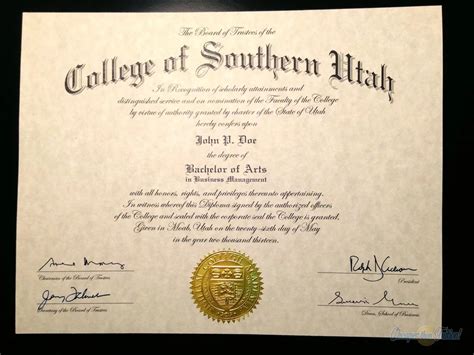 The Board of Trustees of the
College of Southern Utah
In Recognition of scholarly attainments and
distinguished service and on nomination of the Faculty of the College
by virtue of authority granted by charter of the State of Utah
hereby confers upon
John P. Doe
the degree of
Bachelor of Arts
in Business Management
with all honors, rights, and privileges thereunto appertaining.
In witness whereof this Diploma signed by the authorized officers
of the College and sealed with the corporate seal the College is granted.
Given in Moab, Utah on the twenty-sixth day of May
in the year two thousand thirteen.
Chairman of the Board of Trustees
President
Secretary of the Board of Trustees
Dean, School of Business